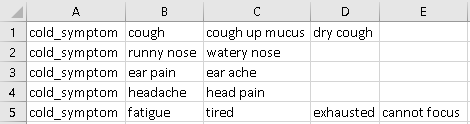 A B C D E
1 cold_symptom cough cough up mucus dry cough
2 cold_symptom runny nose watery nose
3 cold_symptom ear pain ear ache
4 cold_symptom headache head pain
5 cold_symptom fatigue tired exhausted cannot focus